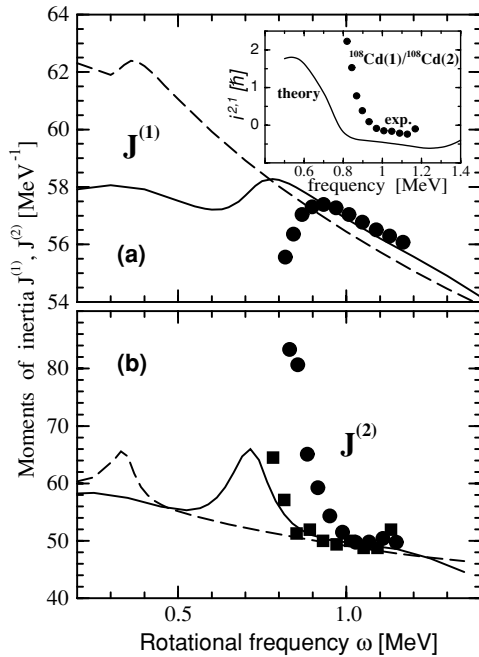 62
60
58
56
54
80
70
60
50
40
Moments of inertia J⁽¹⁾, J⁽²⁾ [MeV⁻¹]
J⁽¹⁾
(a)
2
1
0
i²,¹ [ℏ]
¹⁰⁸Cd(1)/¹⁰⁸Cd(2)
theory
exp.
0.4 0.6 0.8 1 1.2 1.4
frequency [MeV]
(b)
J⁽²⁾
0.5 1.0
Rotational frequency ω [MeV]